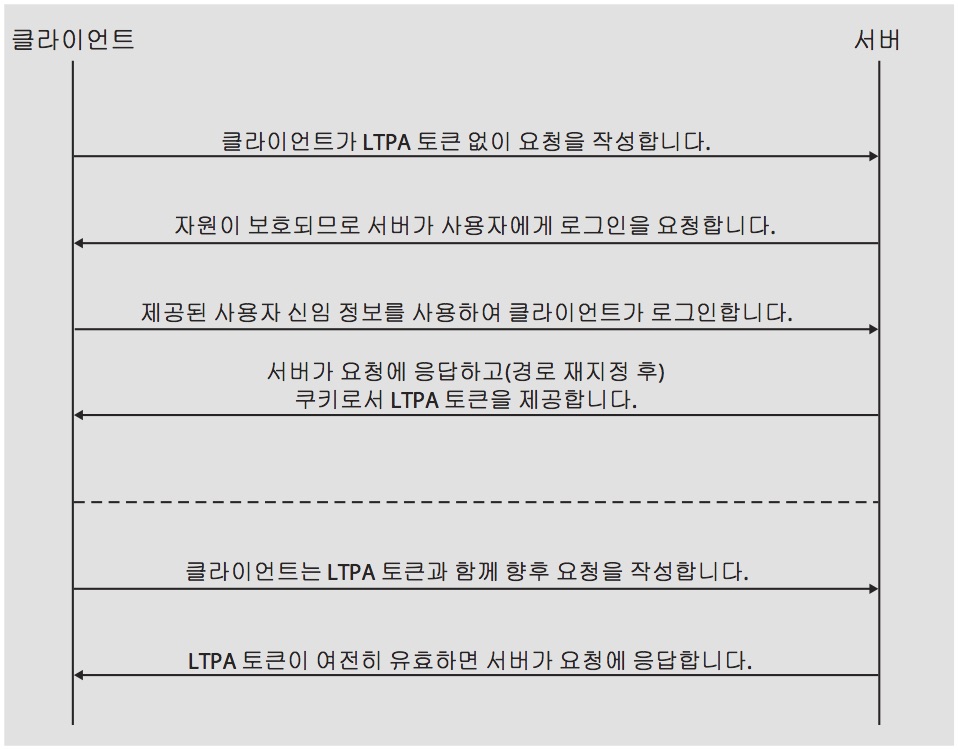 클라이언트
서버
클라이언트가 LTPA 토큰 없이 요청을 작성합니다.
자원이 보호되므로 서버가 사용자에게 로그인을 요청합니다.
제공된 사용자 신임 정보를 사용하여 클라이언트가 로그인합니다.
서버가 요청에 응답하고(경로 재지정 후)
쿠키로서 LTPA 토큰을 제공합니다.
클라이언트는 LTPA 토큰과 함께 향후 요청을 작성합니다.
LTPA 토큰이 여전히 유효하면 서버가 요청에 응답합니다.